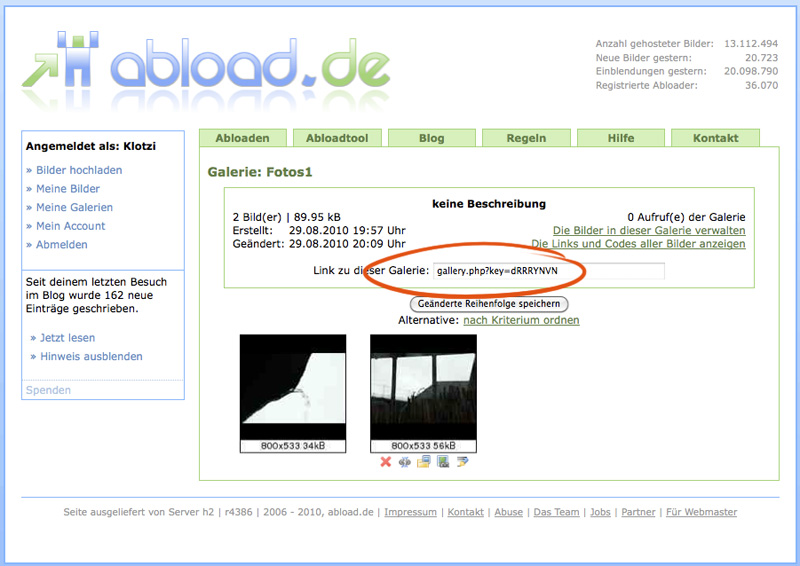 abload.de
Anzahl gehosteter Bilder: 13.112.494
Neue Bilder gestern: 20.723
Einblendungen gestern: 20.098.790
Registrierte Abloader: 36.070
Angemeldet als: Klotzi
» Bilder hochladen
» Meine Bilder
» Meine Galerien
» Mein Account
» Abmelden
Seit deinem letzten Besuch
im Blog wurde 162 neue
Einträge geschrieben.
» Jetzt lesen
» Hinweis ausblenden
Spenden
Abloaden Abloadtool Blog Regeln Hilfe Kontakt
Galerie: Fotos1
keine Beschreibung
2 Bild(er) | 89.95 kB 0 Aufruf(e) der Galerie
Erstellt: 29.08.2010 19:57 Uhr Die Bilder in dieser Galerie verwalten
Geändert: 29.08.2010 20:09 Uhr Die Links und Codes aller Bilder anzeigen
Link zu dieser Galerie: gallery.php?key=dRRRYNVN
Geänderte Reihenfolge speichern
Alternative: nach Kriterium ordnen
800x533 34kB 800x533 56kB
Seite ausgeliefert von Server h2 | r4386 | 2006 - 2010, abload.de | Impressum | Kontakt | Abuse | Das Team | Jobs | Partner | Für Webmaster